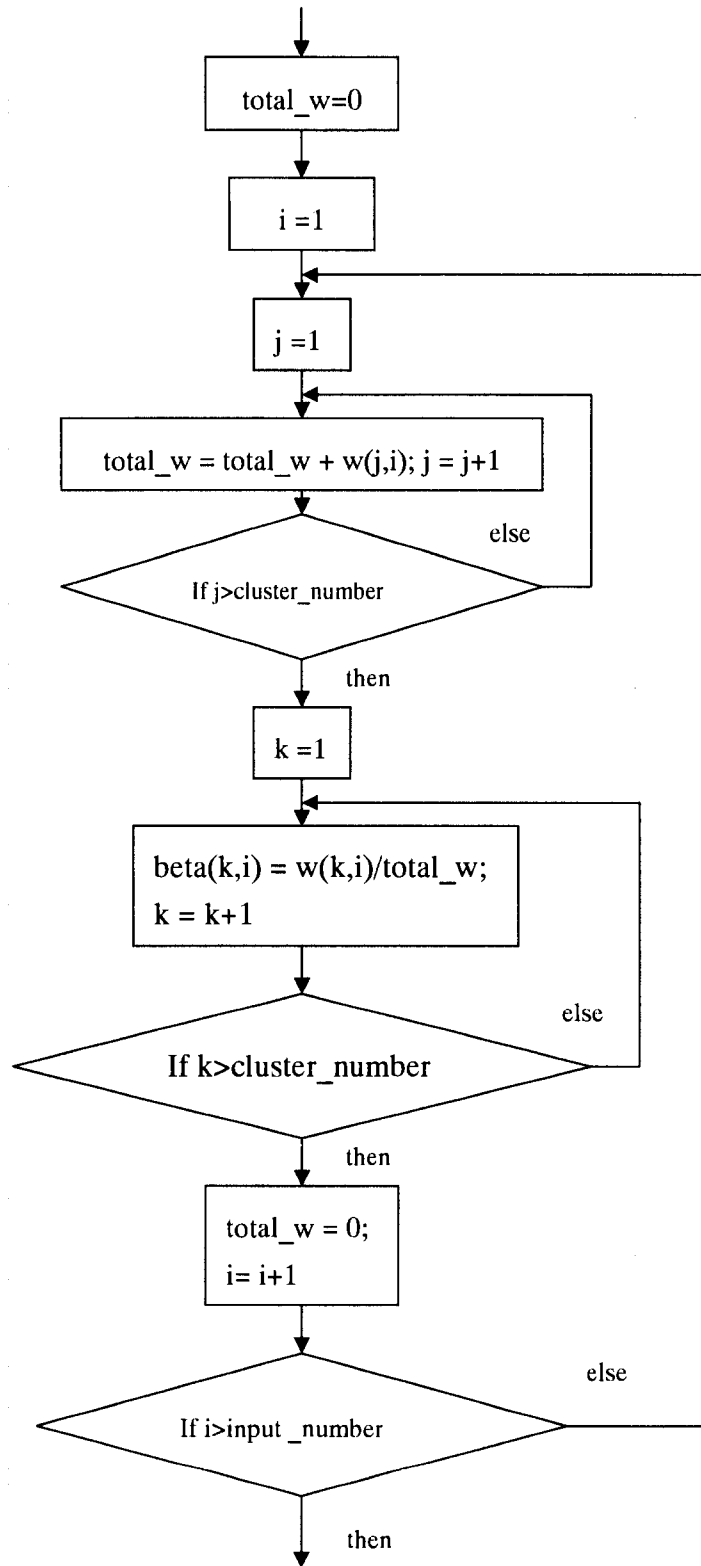 total_w=0
i =1
j =1
total_w = total_w + w(j,i); j = j+1
else
If j>cluster_number
then
k =1
beta(k,i) = w(k,i)/total_w;
k = k+1
else
If k>cluster_number
then
total_w = 0;
i= i+1
else
If i>input _number
then